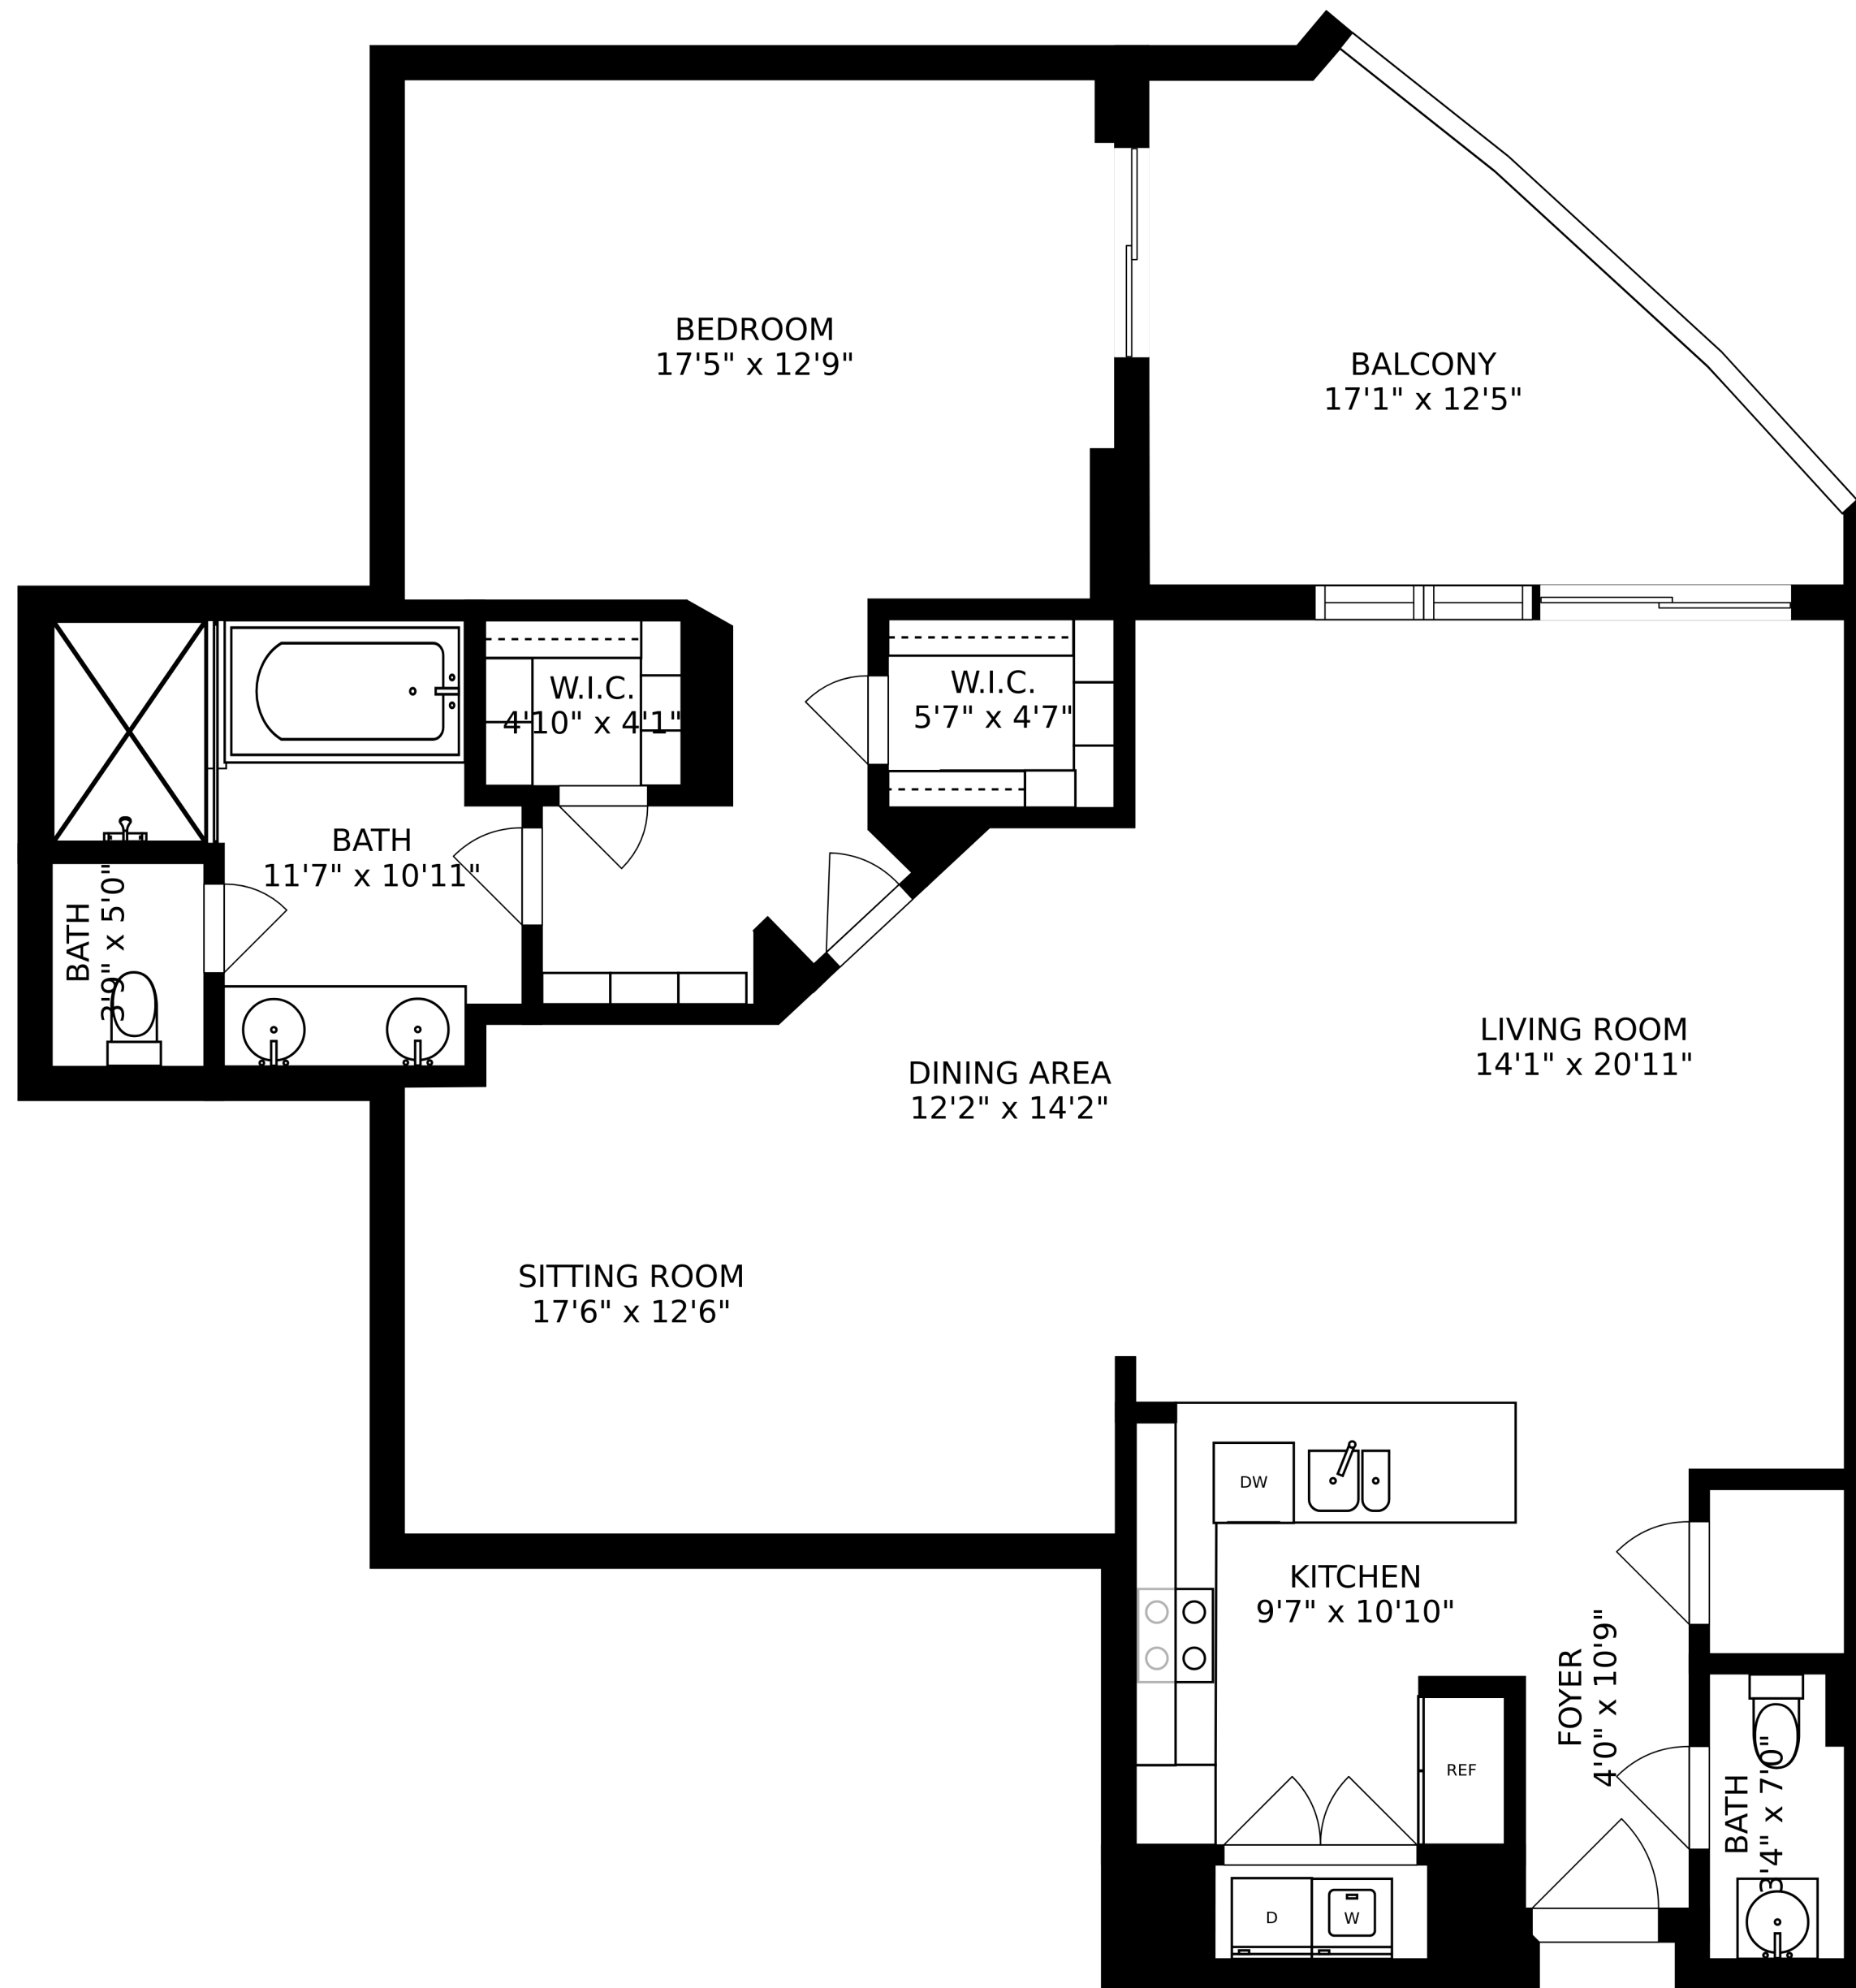 BEDROOM
17'5" x 12'9"
BALCONY
17'1" x 12'5"
W.I.C.
4'10" x 4'1"
W.I.C.
5'7" x 4'7"
BATH
11'7" x 10'11"
BATH
3'9" x 5'0"
LIVING ROOM
14'1" x 20'11"
DINING AREA
12'2" x 14'2"
SITTING ROOM
17'6" x 12'6"
DW
KITCHEN
9'7" x 10'10"
FOYER
4'0" x 10'9"
REF
BATH
3'4" x 7'0"
D
W